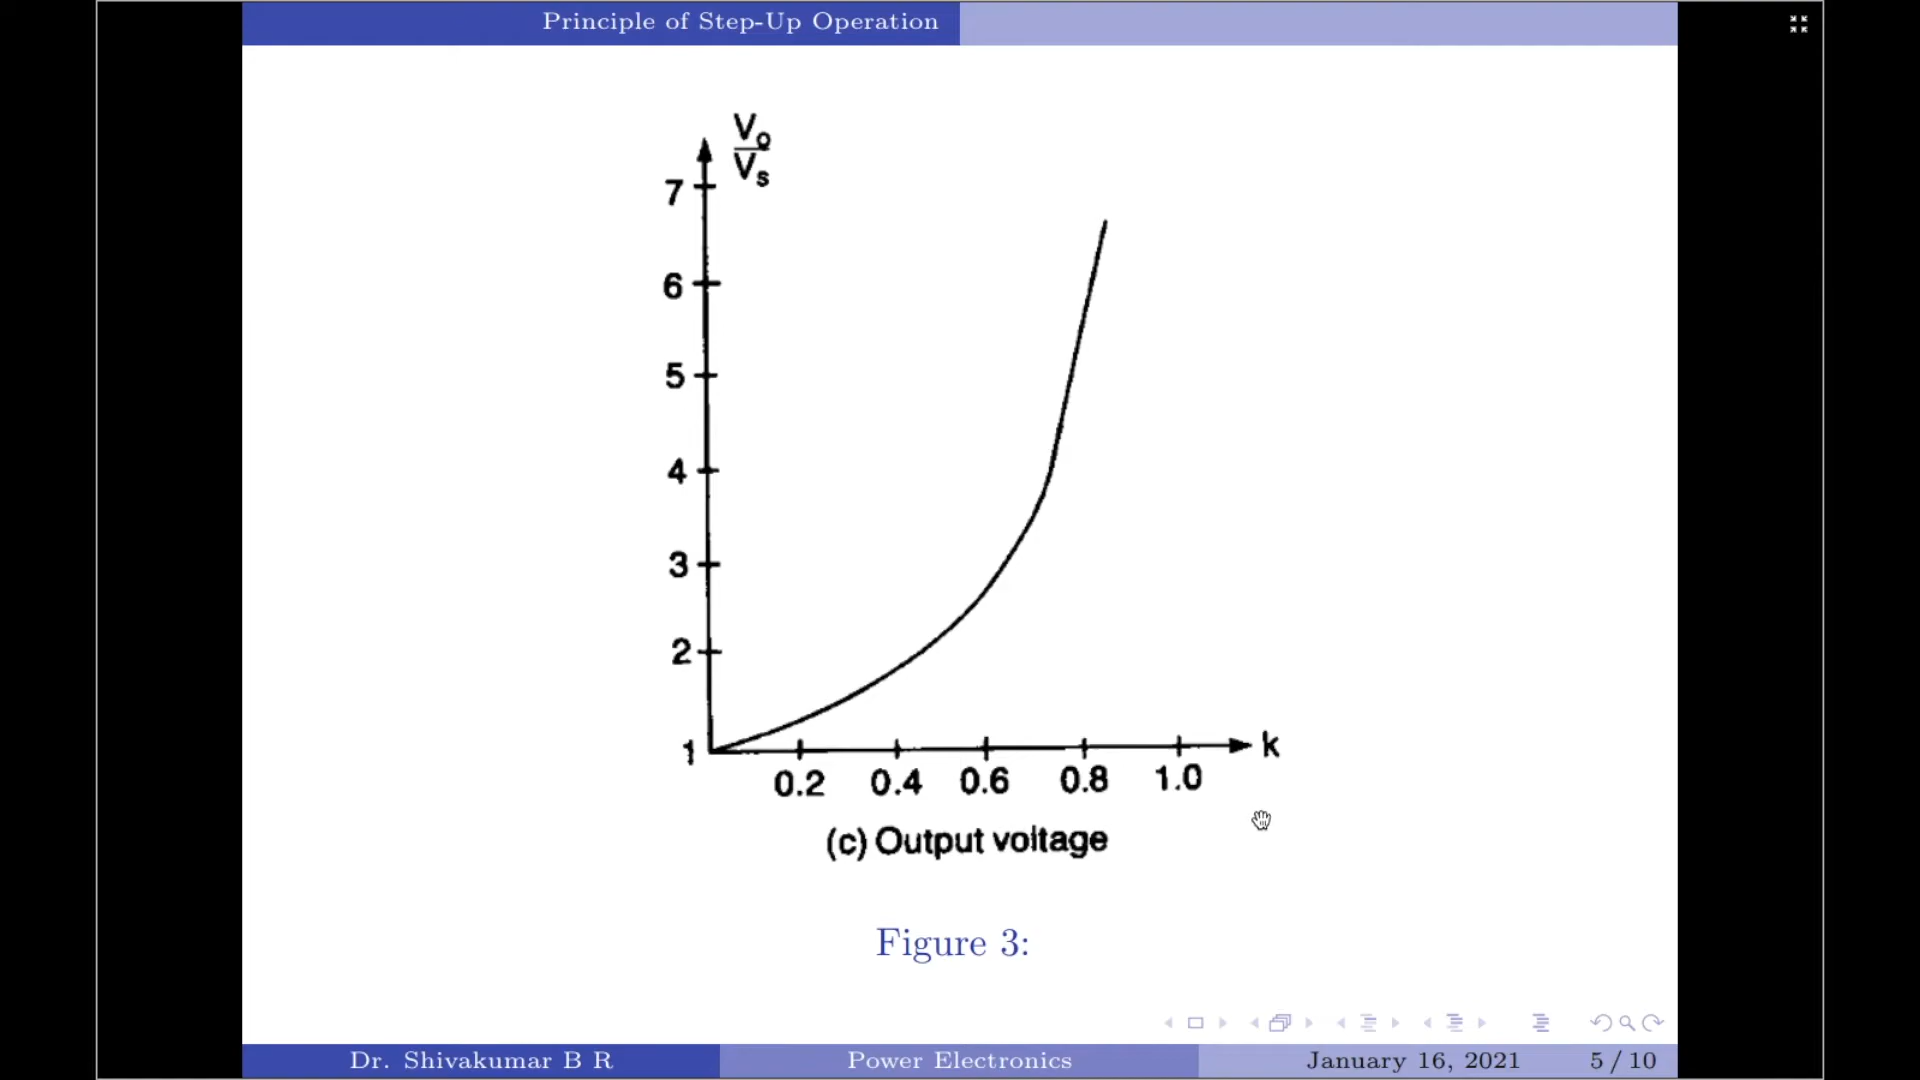 Principle of Step-Up Operation
Vo
Vs
7
6
5
4
3
2
1
k
0.2 0.4 0.6 0.8 1.0
(c) Output voltage
Figure 3:
Dr. Shivakumar B R Power Electronics January 16, 2021 5 / 10